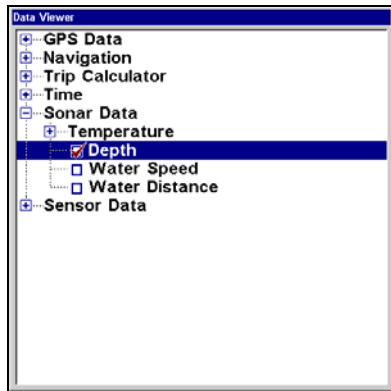 Data Viewer
GPS Data
Navigation
Trip Calculator
Time
Sonar Data
Temperature
Depth
Water Speed
Water Distance
Sensor Data